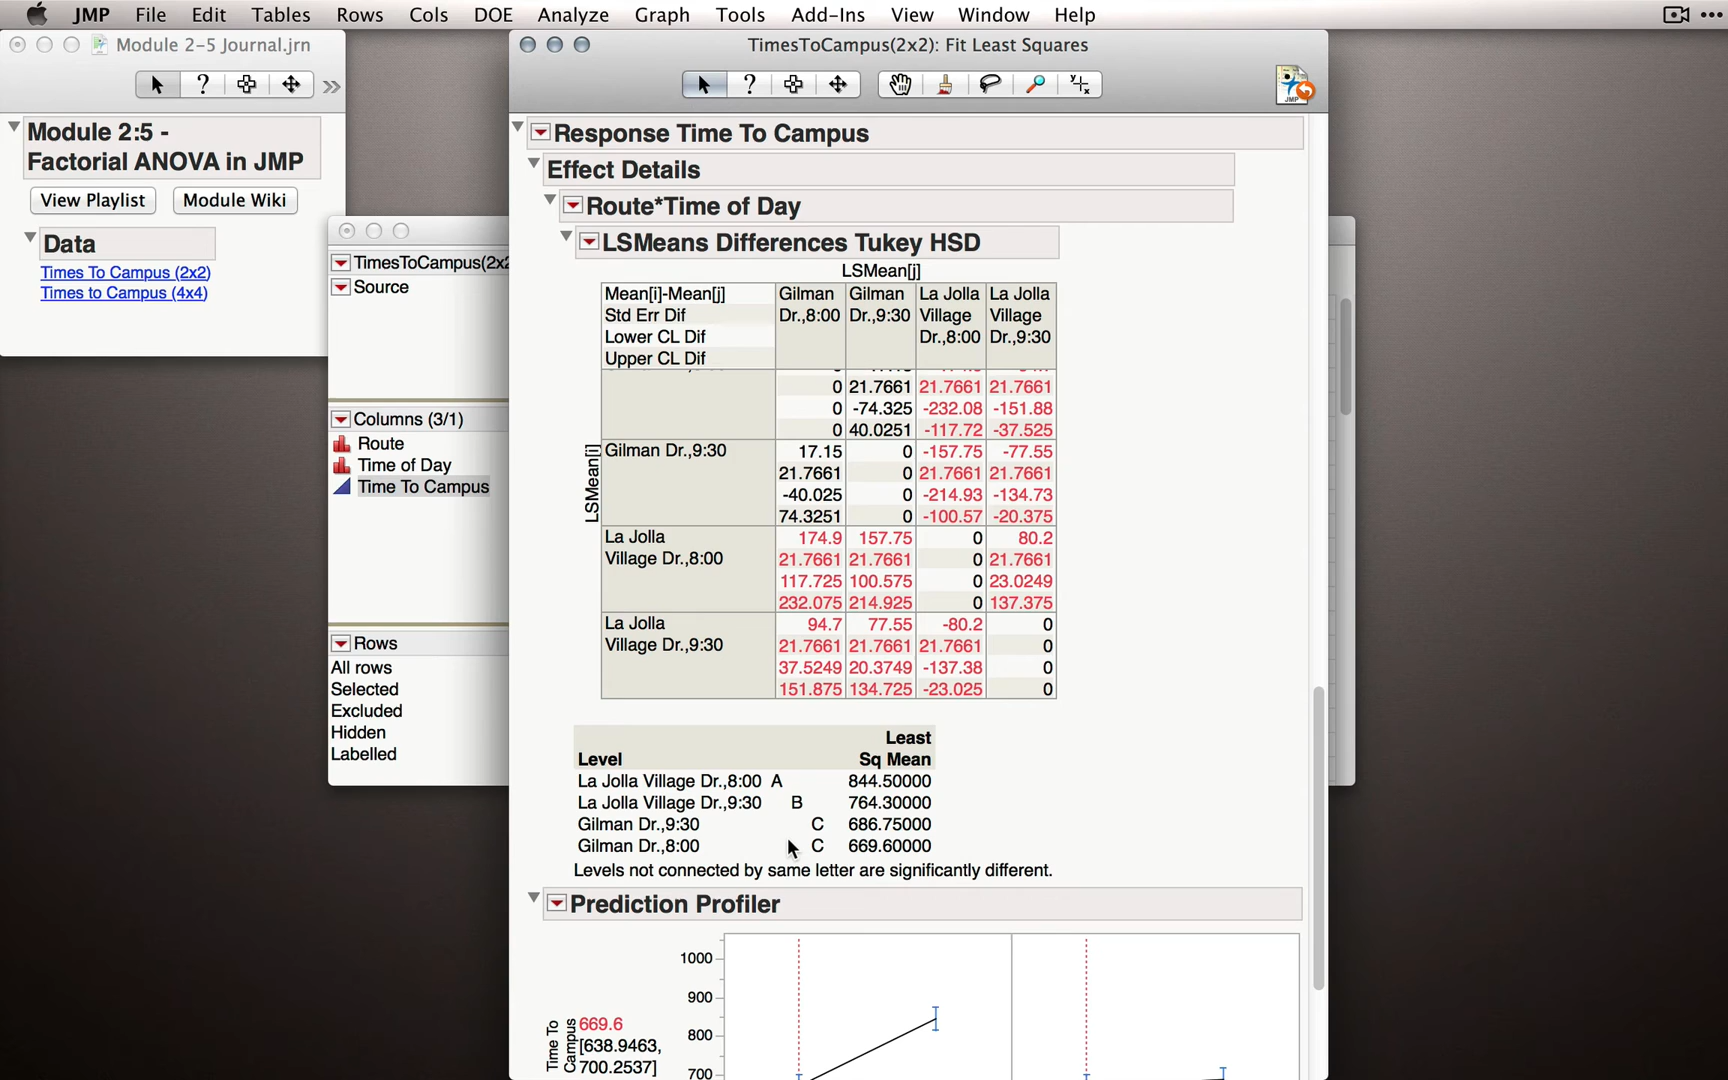 JMP File Edit Tables Rows Cols DOE Analyze Graph Tools Add-Ins View Window Help
Module 2-5 Journal.jrn
TimesToCampus(2x2): Fit Least Squares
JMP
Module 2:5 -
Factorial ANOVA in JMP
View Playlist Module Wiki
Data
Times To Campus (2x2)
Times to Campus (4x4)
TimesToCampus(2x2
Source
Columns (3/1)
Route
Time of Day
Time To Campus
Rows
All rows
Selected
Excluded
Hidden
Labelled
Response Time To Campus
Effect Details
Route*Time of Day
LSMeans Differences Tukey HSD
LSMean[j]
Mean[i]-Mean[j] Gilman Gilman La Jolla La Jolla
Std Err Dif Dr.,8:00 Dr.,9:30 Village Village
Lower CL Dif Dr.,8:00 Dr.,9:30
Upper CL Dif
LSMean[i]
0 21.7661 21.7661 21.7661
0 -74.325 -232.08 -151.88
0 40.0251 -117.72 -37.525
Gilman Dr.,9:30 17.15 0 -157.75 -77.55
21.7661 0 21.7661 21.7661
-40.025 0 -214.93 -134.73
74.3251 0 -100.57 -20.375
La Jolla 174.9 157.75 0 80.2
Village Dr.,8:00 21.7661 21.7661 0 21.7661
117.725 100.575 0 23.0249
232.075 214.925 0 137.375
La Jolla 94.7 77.55 -80.2 0
Village Dr.,9:30 21.7661 21.7661 21.7661 0
37.5249 20.3749 -137.38 0
151.875 134.725 -23.025 0
Least
Level Sq Mean
La Jolla Village Dr.,8:00 A 844.50000
La Jolla Village Dr.,9:30 B 764.30000
Gilman Dr.,9:30 C 686.75000
Gilman Dr.,8:00 C 669.60000
Levels not connected by same letter are significantly different.
Prediction Profiler
Time To
Campus
669.6
[638.9463,
700.2537]
1000
900
800
700